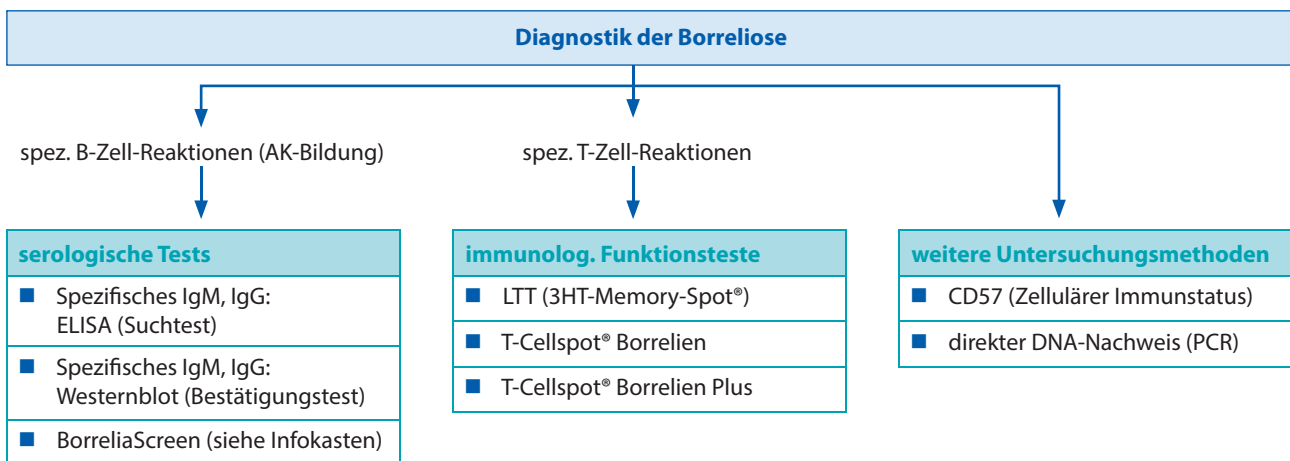 Diagnostik der Borreliose
spez. B-Zell-Reaktionen (AK-Bildung)
spez. T-Zell-Reaktionen
serologische Tests
■ Spezifisches IgM, IgG:
ELISA (Suchtest)
■ Spezifisches IgM, IgG:
Westernblot (Bestätigungstest)
■ BorreliaScreen (siehe Infokasten)
immunolog. Funktionsteste
■ LTT (3HT-Memory-Spot®)
■ T-Cellspot® Borrelien
■ T-Cellspot® Borrelien Plus
weitere Untersuchungsmethoden
■ CD57 (Zellulärer Immunstatus)
■ direkter DNA-Nachweis (PCR)